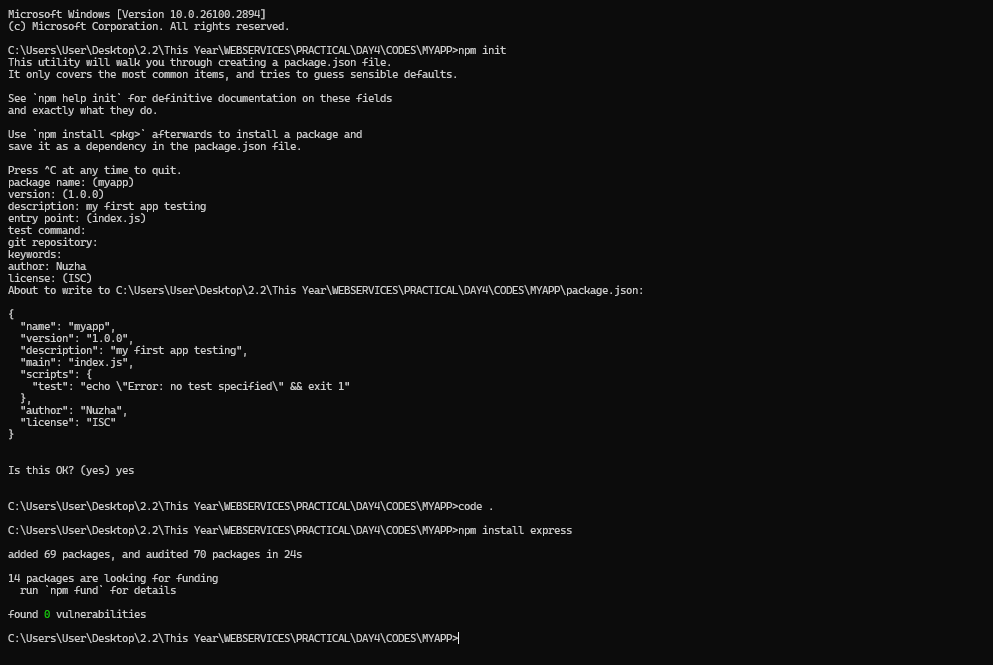 Microsoft Windows [Version 10.0.26100.2894]
(c) Microsoft Corporation. All rights reserved.
C:\Users\User\Desktop\2.2\This Year\WEBSERVICES\PRACTICAL\DAY4\CODES\MYAPP>npm init
This utility will walk you through creating a package.json file.
It only covers the most common items, and tries to guess sensible defaults.
See `npm help init` for definitive documentation on these fields
and exactly what they do.
Use `npm install <pkg>` afterwards to install a package and
save it as a dependency in the package.json file.
Press ^C at any time to quit.
package name: (myapp)
version: (1.0.0)
description: my first app testing
entry point: (index.js)
test command:
git repository:
keywords:
author: Nuzha
license: (ISC)
About to write to C:\Users\User\Desktop\2.2\This Year\WEBSERVICES\PRACTICAL\DAY4\CODES\MYAPP\package.json:
{
  "name": "myapp",
  "version": "1.0.0",
  "description": "my first app testing",
  "main": "index.js",
  "scripts": {
    "test": "echo \"Error: no test specified\" && exit 1"
  },
  "author": "Nuzha",
  "license": "ISC"
}
Is this OK? (yes) yes
C:\Users\User\Desktop\2.2\This Year\WEBSERVICES\PRACTICAL\DAY4\CODES\MYAPP>code .
C:\Users\User\Desktop\2.2\This Year\WEBSERVICES\PRACTICAL\DAY4\CODES\MYAPP>npm install express
added 69 packages, and audited 70 packages in 24s
14 packages are looking for funding
  run `npm fund` for details
found 0 vulnerabilities
C:\Users\User\Desktop\2.2\This Year\WEBSERVICES\PRACTICAL\DAY4\CODES\MYAPP>